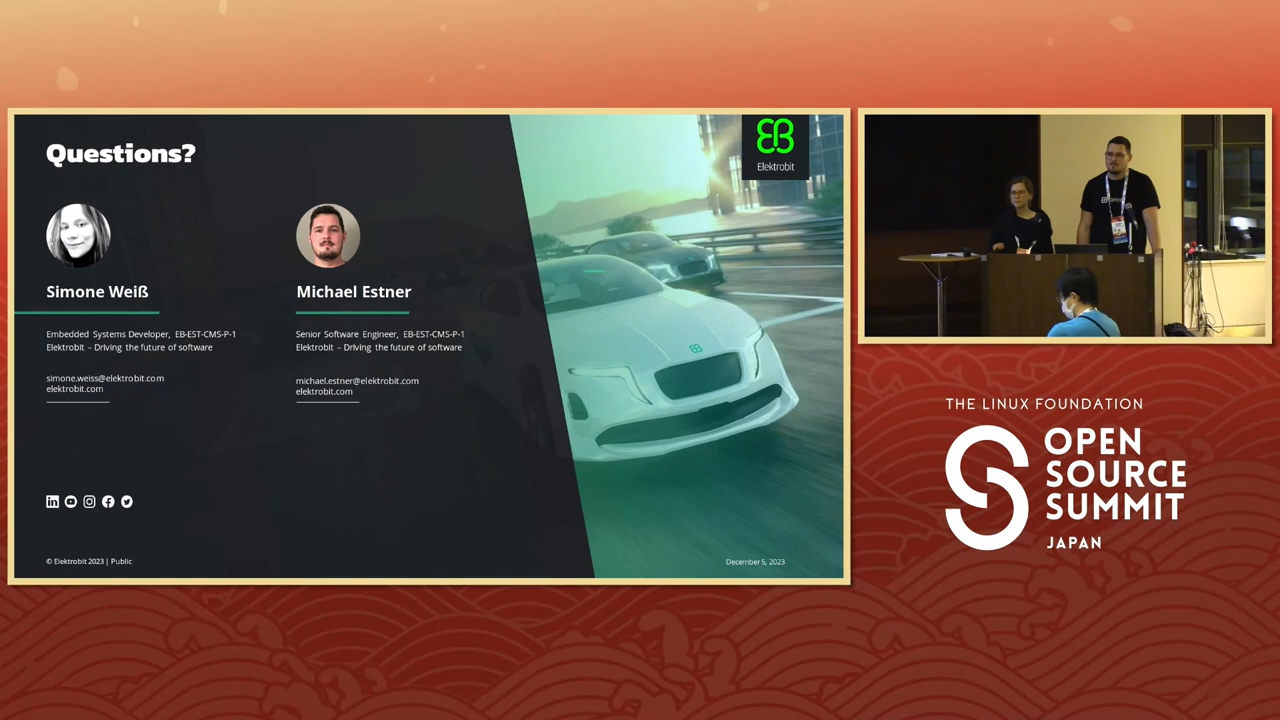 Questions?
Simone Weiß
Embedded Systems Developer, EB-EST-CMS-P-1
Elektrobit – Driving the future of software
simone.weiss@elektrobit.com
elektrobit.com
Michael Estner
Senior Software Engineer, EB-EST-CMS-P-1
Elektrobit – Driving the future of software
michael.estner@elektrobit.com
elektrobit.com
© Elektrobit 2023 | Public
EB
Elektrobit
December 5, 2023
THE LINUX FOUNDATION
OPEN
SOURCE
SUMMIT
JAPAN